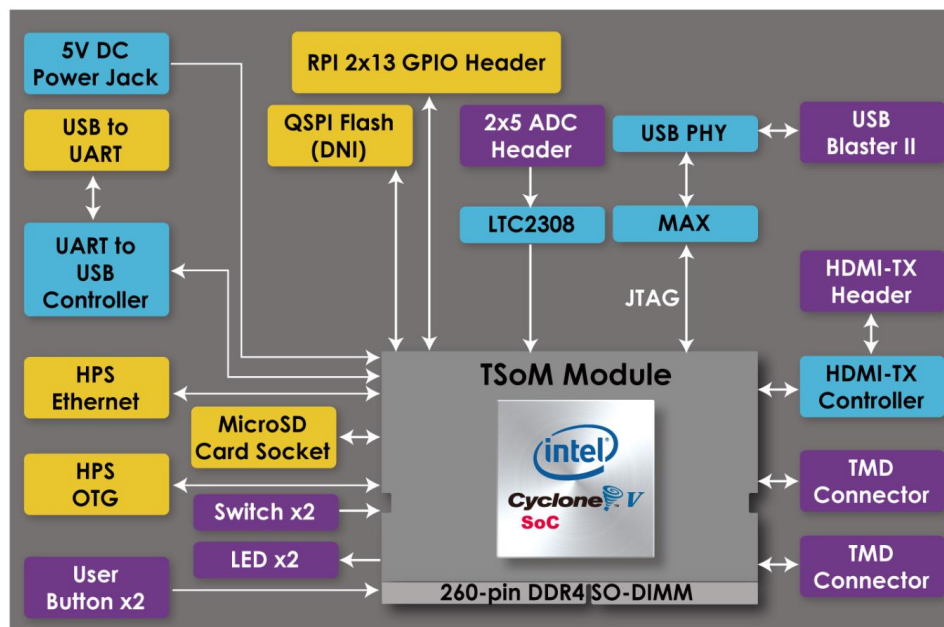 5V DC
Power Jack
RPI 2x13 GPIO Header
USB to
UART
QSPI Flash
(DNI)
2x5 ADC
Header
USB PHY
USB
Blaster II
UART to
USB
Controller
LTC2308
MAX
HDMI-TX
Header
JTAG
TSoM Module
HPS
Ethernet
HDMI-TX
Controller
MicroSD
Card Socket
intel
Cyclone V
SoC
HPS
OTG
TMD
Connector
Switch x2
LED x2
User
Button x2
TMD
Connector
260-pin DDR4 SO-DIMM